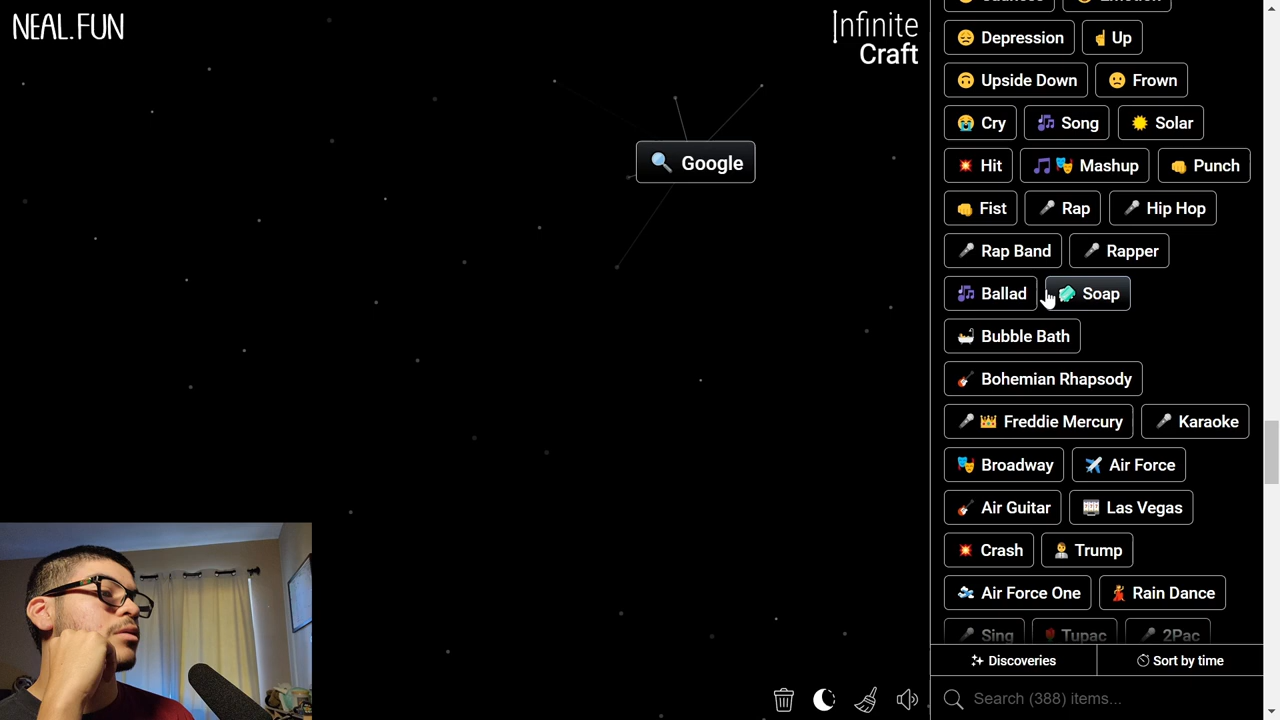 NEAL.FUN
Infinite
Craft
Google
Depression Up
Upside Down Frown
Cry Song Solar
Hit Mashup Punch
Fist Rap Hip Hop
Rap Band Rapper
Ballad Soap
Bubble Bath
Bohemian Rhapsody
Freddie Mercury Karaoke
Broadway Air Force
Air Guitar Las Vegas
Crash Trump
Air Force One Rain Dance
Sing Tupac 2Pac
Discoveries Sort by time
Search (388) items...